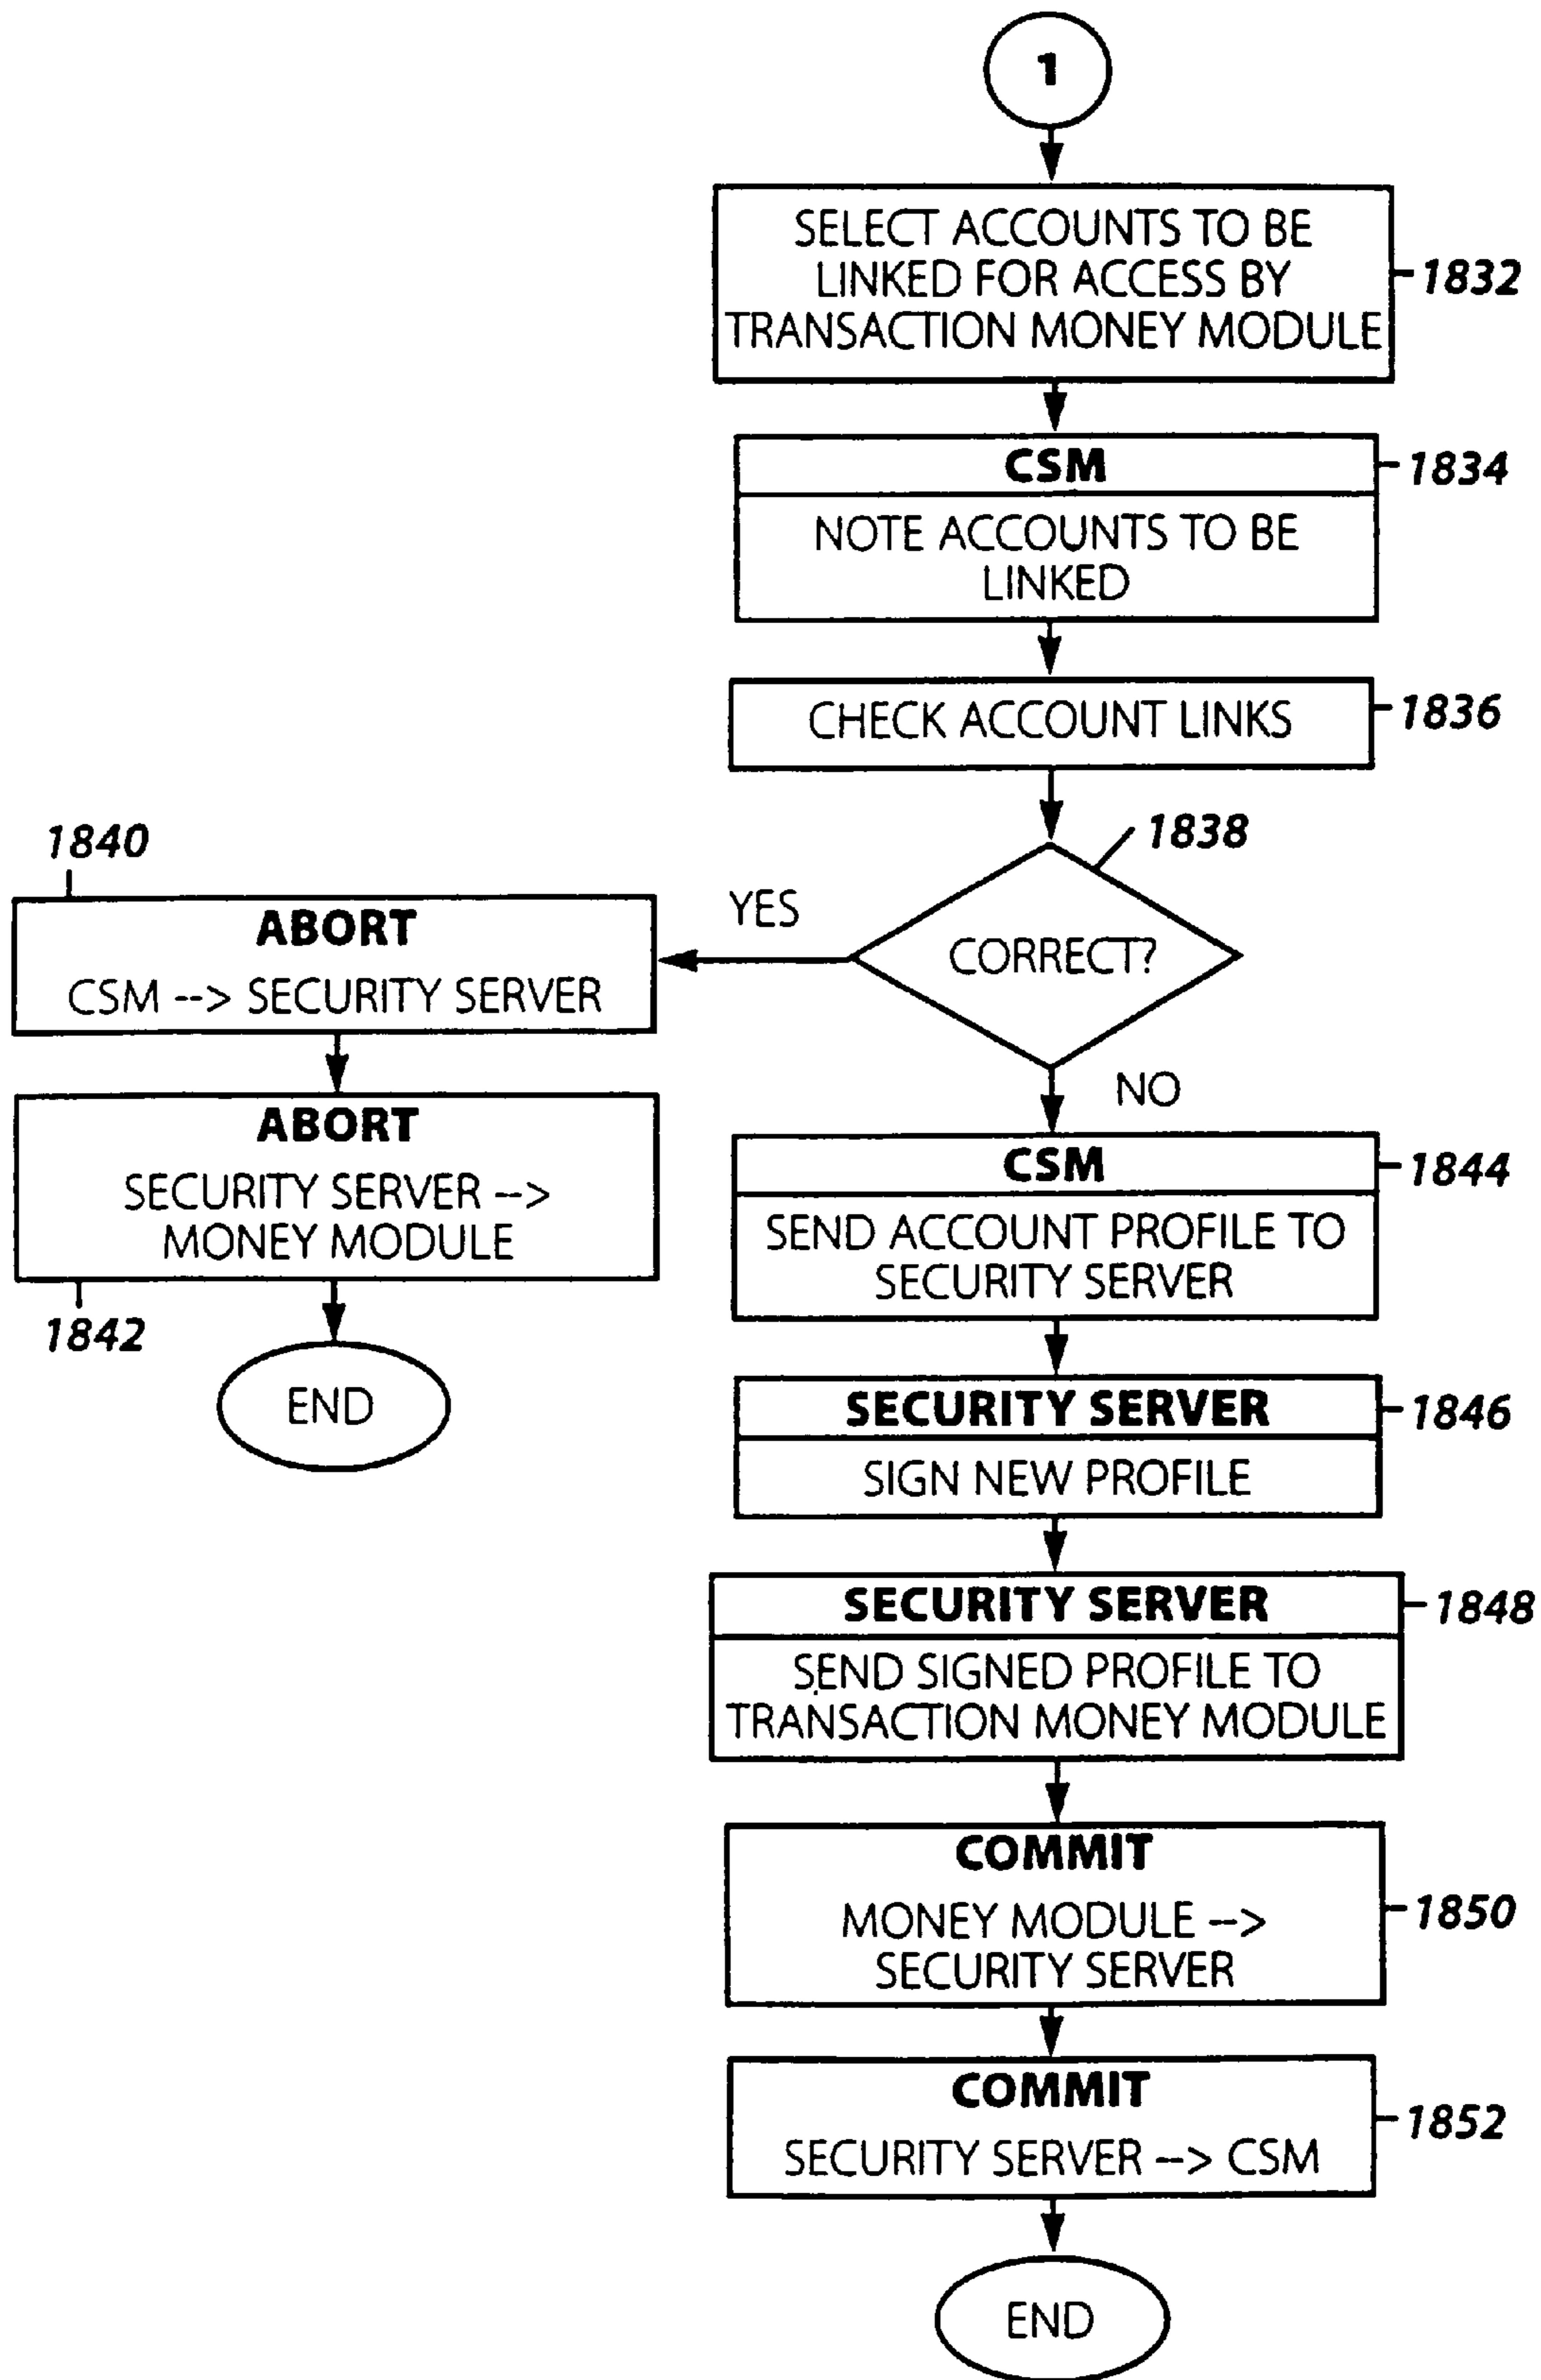 1
SELECT ACCOUNTS TO BE
LINKED FOR ACCESS BY
TRANSACTION MONEY MODULE
1832
CSM
1834
NOTE ACCOUNTS TO BE
LINKED
CHECK ACCOUNT LINKS
1836
1838
CORRECT?
YES
NO
1840
ABORT
CSM --> SECURITY SERVER
ABORT
SECURITY SERVER -->
MONEY MODULE
1842
END
CSM
1844
SEND ACCOUNT PROFILE TO
SECURITY SERVER
SECURITY SERVER
1846
SIGN NEW PROFILE
SECURITY SERVER
1848
SEND SIGNED PROFILE TO
TRANSACTION MONEY MODULE
COMMIT
MONEY MODULE -->
SECURITY SERVER
1850
COMMIT
SECURITY SERVER --> CSM
1852
END